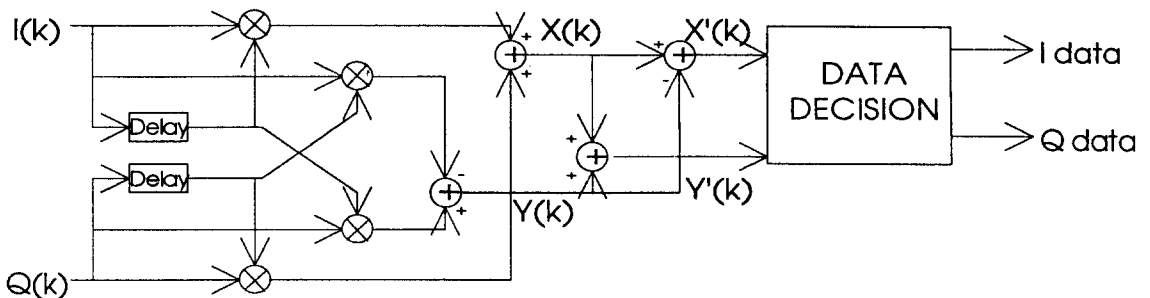 I(k)
X(k)
X'(k)
DATA
DECISION
I data
Q data
Delay
Delay
Y(k)
Y'(k)
Q(k)
+
+
+
-
+
+
-
+
+
+
+
+